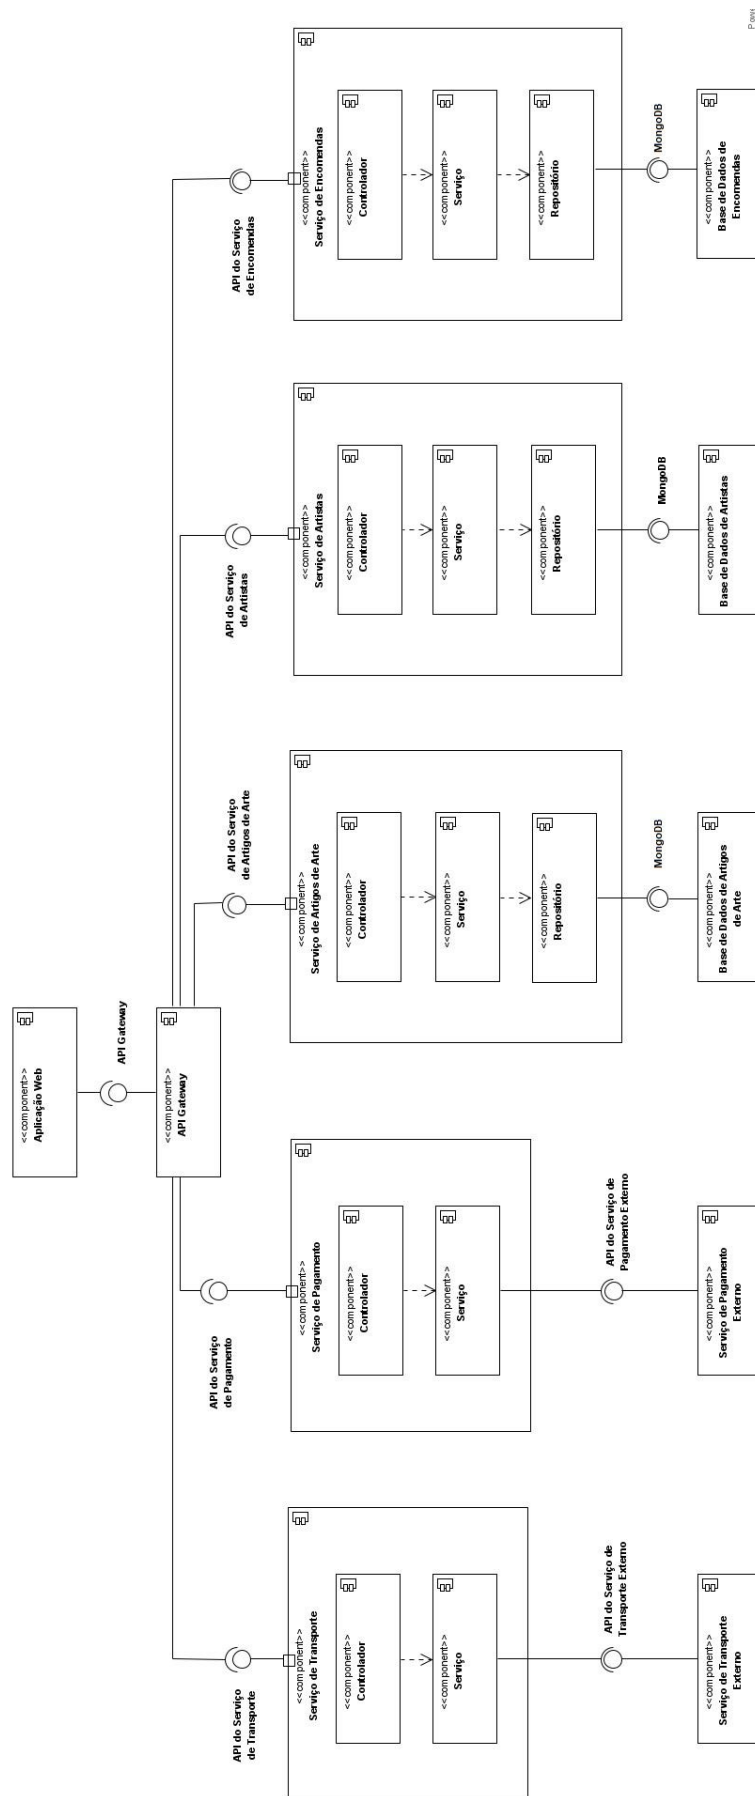 <<component>>
Aplicação Web
API Gateway
<<component>>
API Gateway
API do Serviço
de Transporte
<<component>>
Serviço de Transporte
<<component>>
Controlador
<<component>>
Serviço
API do Serviço de
Transporte Externo
<<component>>
Serviço de Transporte
Externo
API do Serviço
de Pagamento
<<component>>
Serviço de Pagamento
<<component>>
Controlador
<<component>>
Serviço
API do Serviço de
Pagamento Externo
<<component>>
Serviço de Pagamento
Externo
API do Serviço
de Artigos de Arte
<<component>>
Serviço de Artigos de Arte
<<component>>
Controlador
<<component>>
Serviço
<<component>>
Repositório
MongoDB
<<component>>
Base de Dados de Artigos
de Arte
API do Serviço
de Artistas
<<component>>
Serviço de Artistas
<<component>>
Controlador
<<component>>
Serviço
<<component>>
Repositório
MongoDB
<<component>>
Base de Dados de Artistas
API do Serviço
de Encomendas
<<component>>
Serviço de Encomendas
<<component>>
Controlador
<<component>>
Serviço
<<component>>
Repositório
MongoDB
<<component>>
Base de Dados de
Encomendas